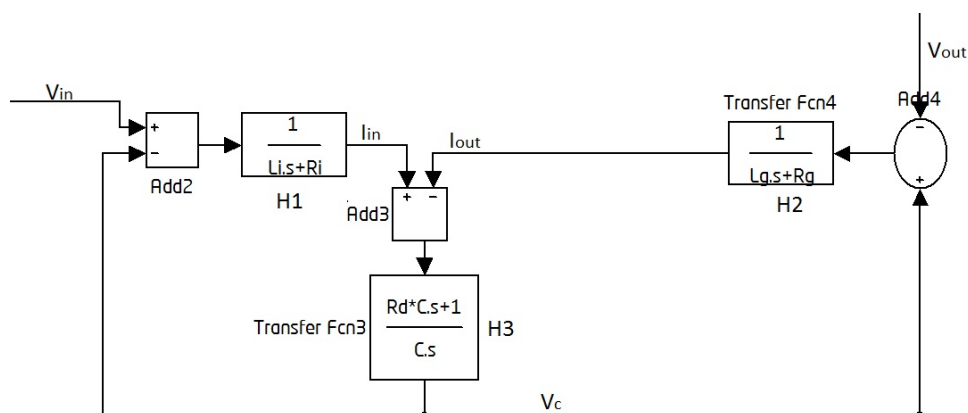 Vin
+
−
Add2
1
Li.s+Ri
H1
Iin
Iout
+ −
Add3
Transfer Fcn3
Rd*C.s+1
C.s
H3
Transfer Fcn4
1
Lg.s+Rg
H2
Vout
Add4
−
+
Vc